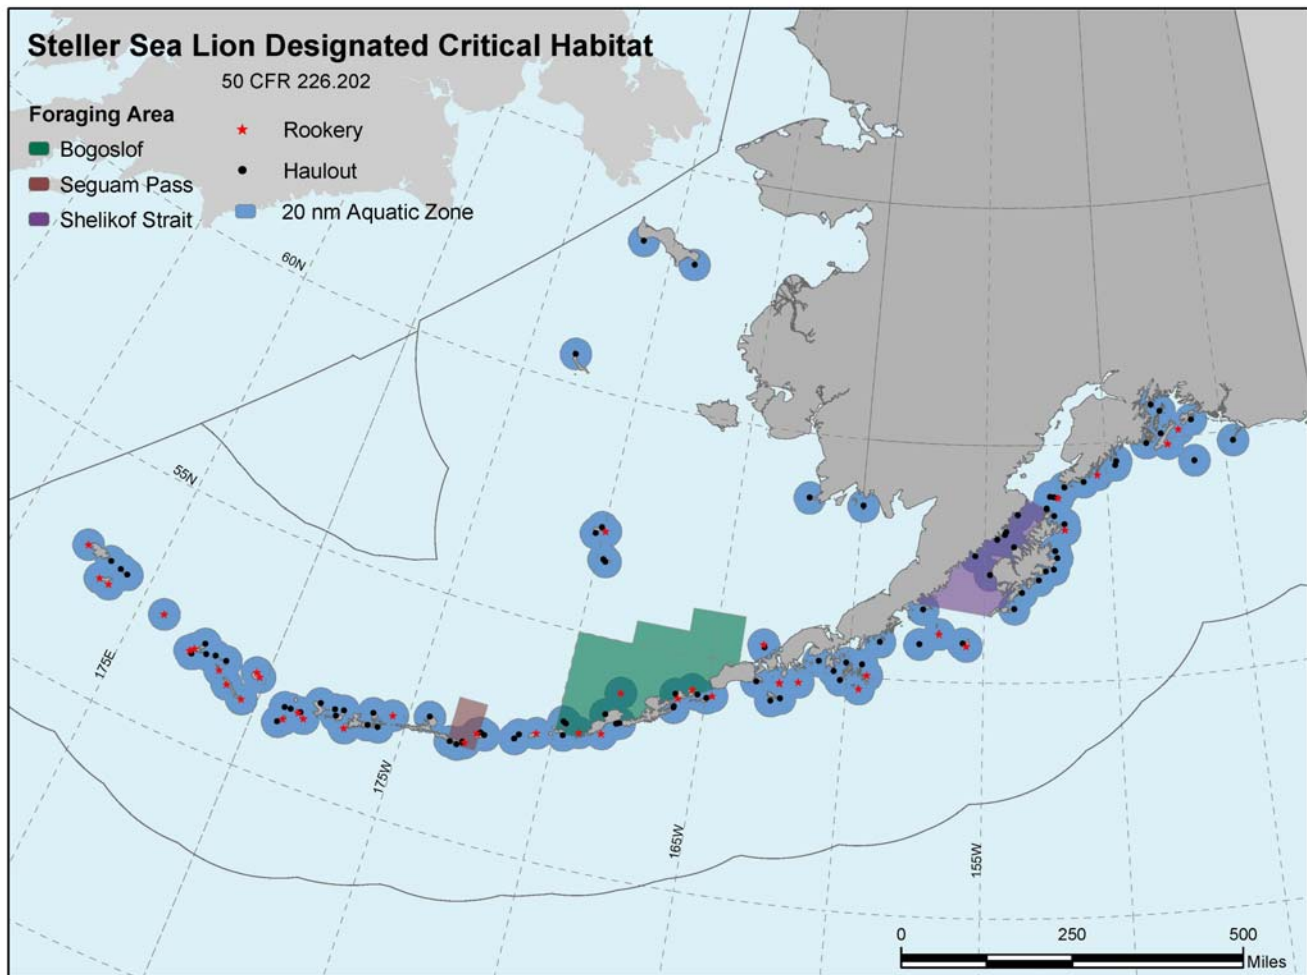 Steller Sea Lion Designated Critical Habitat
50 CFR 226.202
Foraging Area
Bogoslof
Seguam Pass
Shelikof Strait
Rookery
Haulout
20 nm Aquatic Zone
60N
55N
175E
175W
165W
155W
0 250 500
Miles